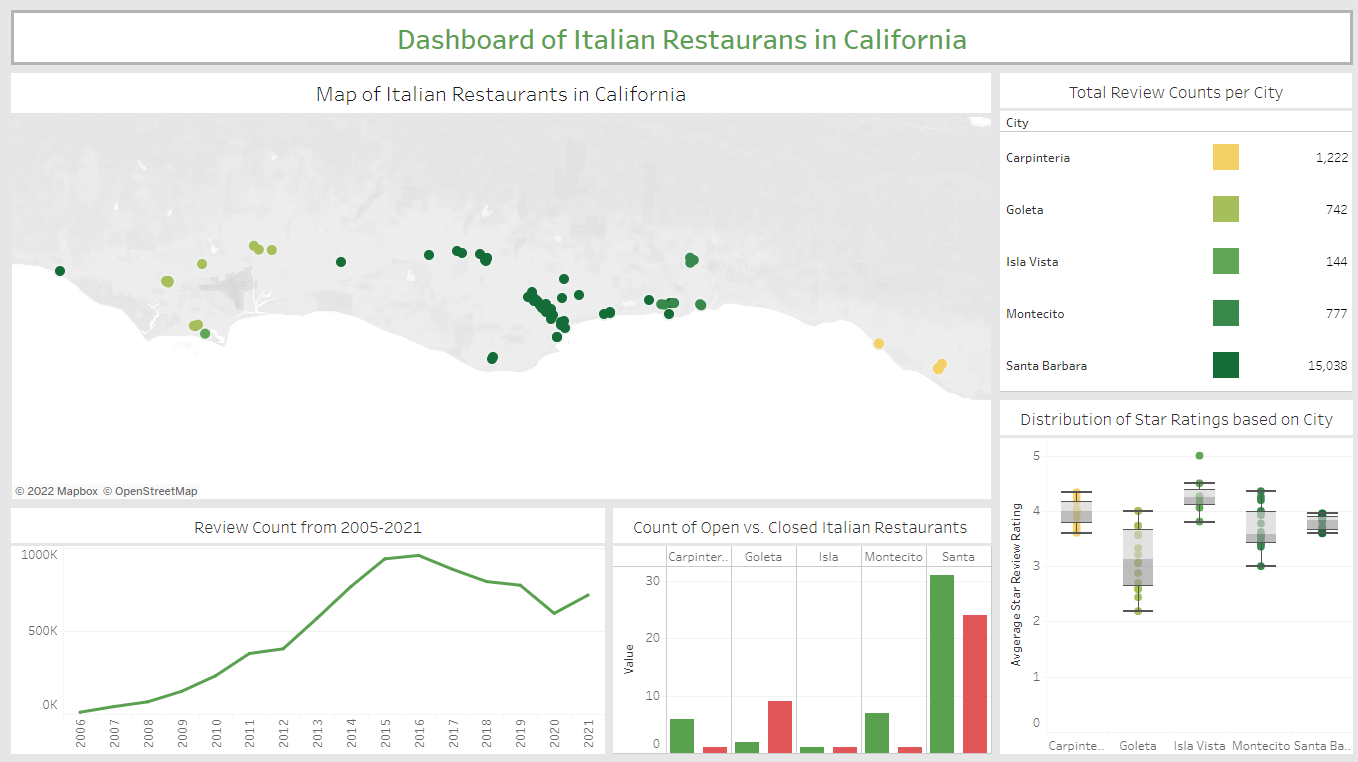 Dashboard of Italian Restaurans in California
Map of Italian Restaurants in California
© 2022 Mapbox © OpenStreetMap
Total Review Counts per City
City
Carpinteria 1,222
Goleta 742
Isla Vista 144
Montecito 777
Santa Barbara 15,038
Review Count from 2005-2021
1000K
500K
0K
2006 2007 2008 2009 2010 2011 2012 2013 2014 2015 2016 2017 2018 2019 2020 2021
Count of Open vs. Closed Italian Restaurants
Carpinter.. Goleta Isla Montecito Santa
Value
30
20
10
0
Distribution of Star Ratings based on City
Avgerage Star Review Rating
5
4
3
2
1
0
Carpinte.. Goleta Isla Vista Montecito Santa Ba..